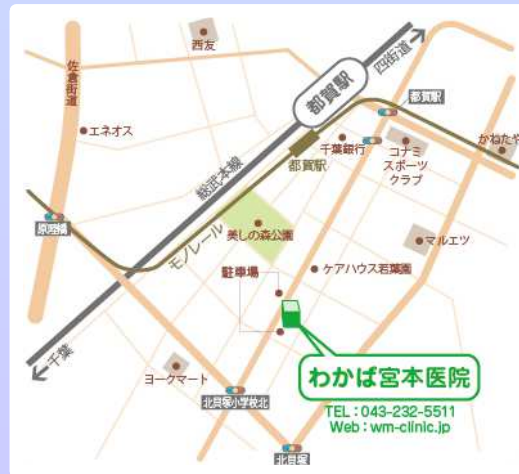 西友
佐倉街道
エネオス
四街道
都賀駅
都賀駅
千葉銀行
コナミ
スポーツ
クラブ
かねたや
都賀駅
総武本線
モノレール
美しの森公園
原陸橋
マルエツ
駐車場
ケアハウス若葉園
千葉
ヨークマート
わかば宮本医院
北貝塚小学校北
TEL:043-232-5511
Web:wm-clinic.jp
北貝塚